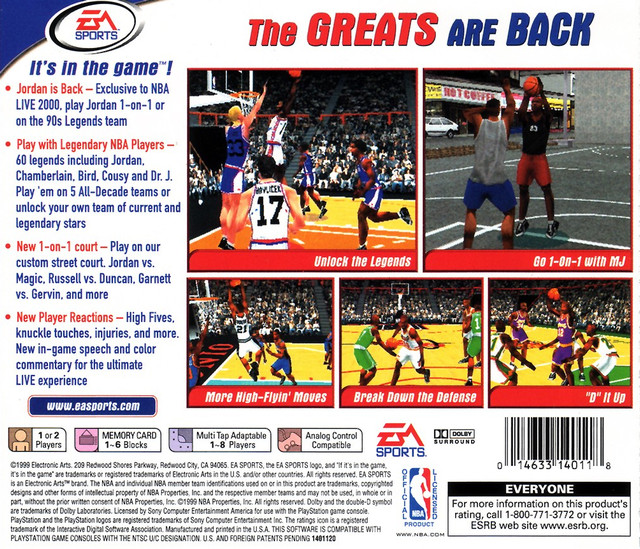 EA
SPORTS™
The GREATS ARE BACK
It's in the game™!
• Jordan is Back – Exclusive to NBA
LIVE 2000, play Jordan 1-on-1 or
on the 90s Legends team
• Play with Legendary NBA Players –
60 legends including Jordan,
Chamberlain, Bird, Cousy and Dr. J.
Play 'em on 5 All-Decade teams or
unlock your own team of current and
legendary stars
• New 1-on-1 court – Play on our
custom street court. Jordan vs.
Magic, Russell vs. Duncan, Garnett
vs. Gervin, and more
• New Player Reactions – High Fives,
knuckle touches, injuries, and more.
New in-game speech and color
commentary for the ultimate
LIVE experience
www.easports.com
33
HAVLICEK
17
Unlock the Legends
HOT COFFEE
23
Go 1-On-1 with MJ
21
More High-Flyin' Moves
Break Down the Defense
"D" It Up
1 or 2
Players
MEMORY CARD
1-6 Blocks
Multi Tap Adaptable
1-8 Players
Analog Control
Compatible
EA
SPORTS™
DOLBY
SURROUND
0 14633 14011 8
©1999 Electronic Arts. 209 Redwood Shores Parkway, Redwood City, CA 94065. EA SPORTS, the EA SPORTS logo, and "If it's in the game,
it's in the game" are trademarks or registered trademarks of Electronic Arts in the U.S. and/or other countries. All rights reserved. EA SPORTS
is an Electronic Arts™ brand. The NBA and individual NBA member team identifications used on or in this product are trademarks, copyrighted
designs and other forms of intellectual property of NBA Properties, Inc. and the respective member teams and may not be used, in whole or in
part, without the prior written consent of NBA Properties, Inc. ©1999 NBA Properties, Inc. All rights reserved. Dolby and the double-D symbol
are trademarks of Dolby Laboratories. Licensed by Sony Computer Entertainment America for use with the PlayStation game console.
PlayStation and the PlayStation logos are registered trademarks of Sony Computer Entertainment Inc. The ratings icon is a registered
trademark of the Interactive Digital Software Association. Manufactured and printed in the U.S.A. THIS SOFTWARE IS COMPATIBLE WITH
PLAYSTATION GAME CONSOLES WITH THE NTSC U/C DESIGNATION. U.S. AND FOREIGN PATENTS PENDING 1401120
OFFICIAL
LICENSED
NBA
PRODUCT
www.NBA.com
EVERYONE
For more information on this product's
rating, call 1-800-771-3772 or visit the
ESRB web site www.esrb.org.